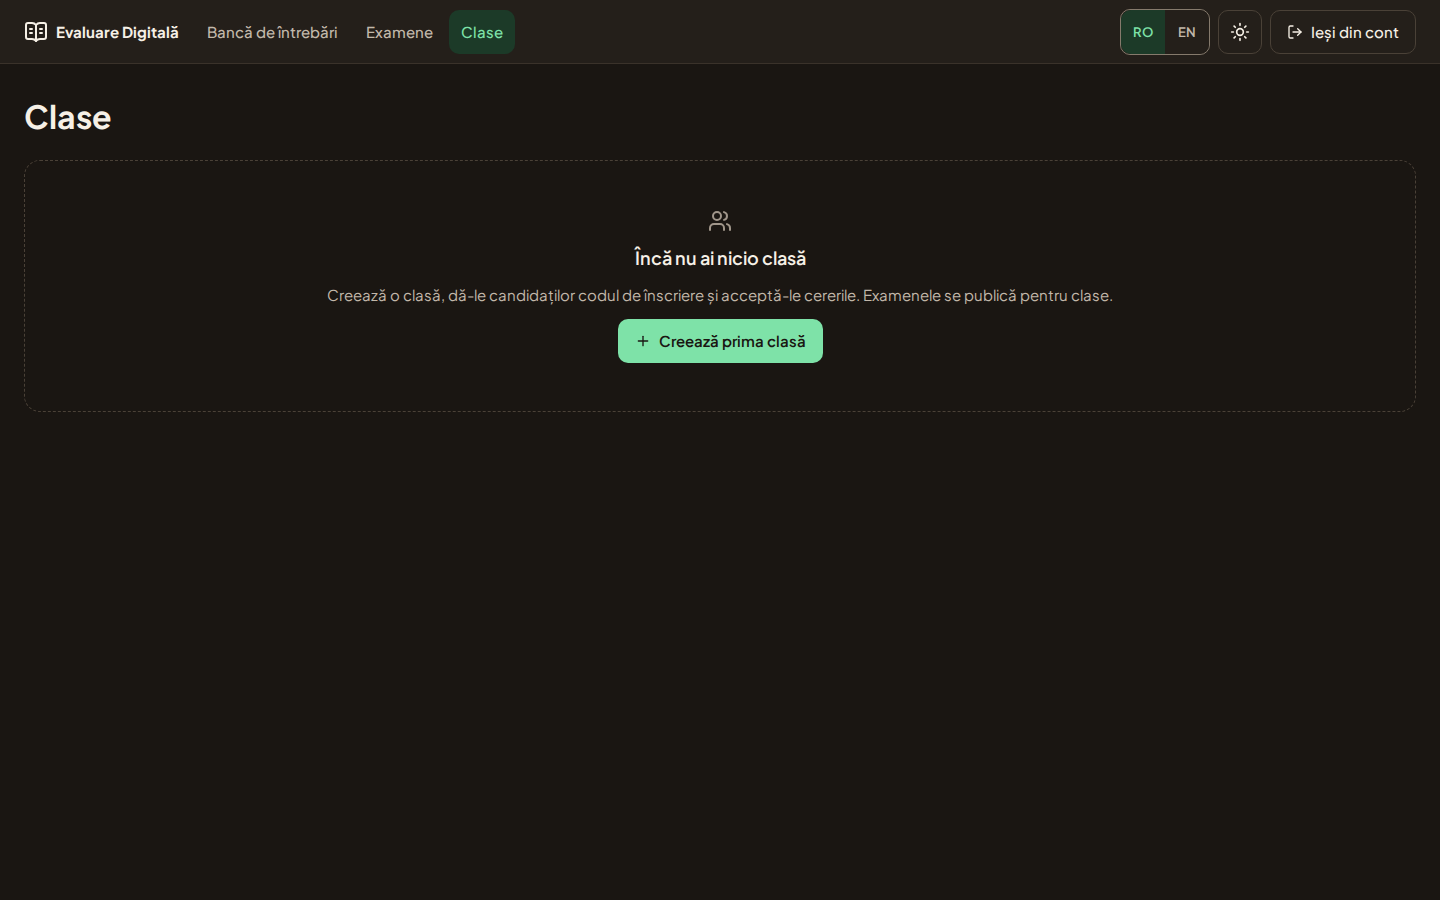 Evaluare Digitală
Bancă de întrebări
Examene
Clase
RO
EN
Ieși din cont
Clase
Încă nu ai nicio clasă
Creează o clasă, dă-le candidaților codul de înscriere și acceptă-le cererile. Examenele se publică pentru clase.
Creează prima clasă